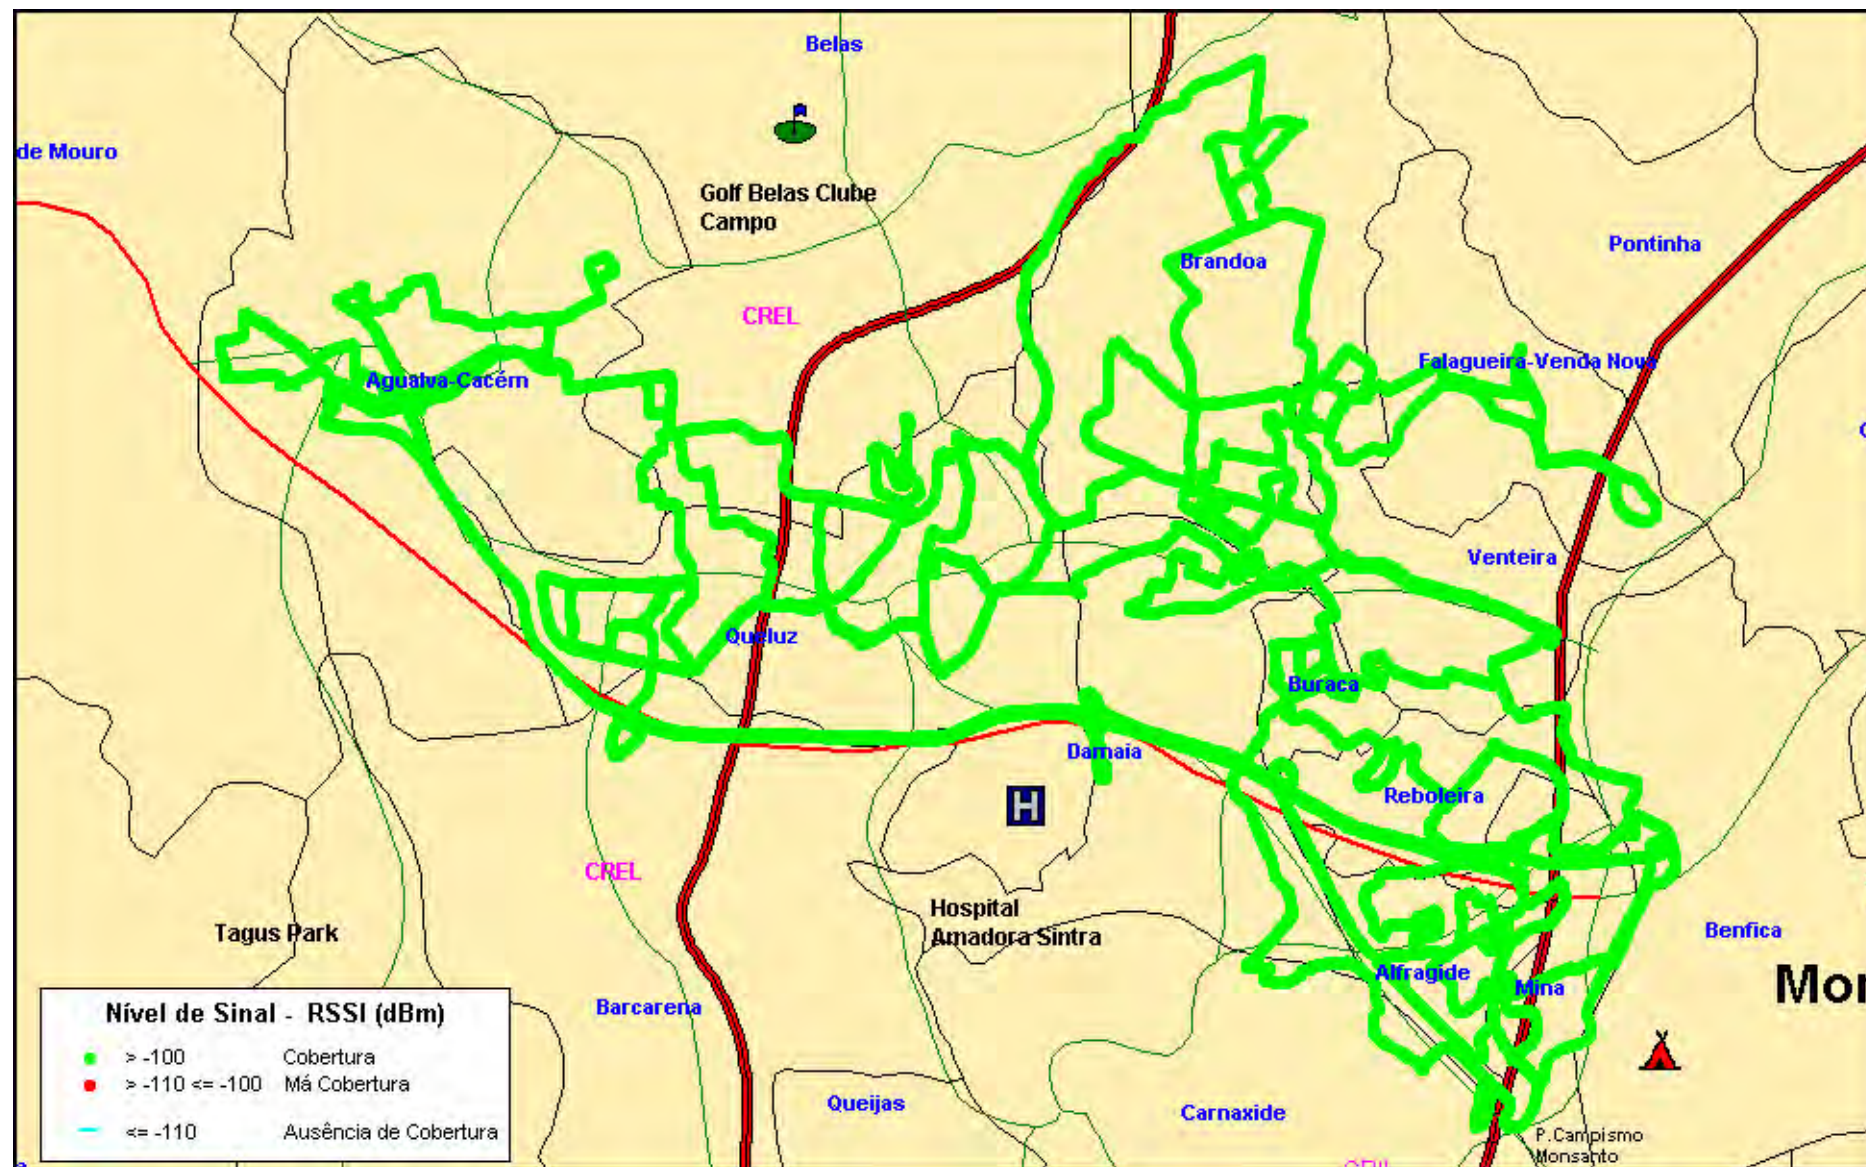 Belas
de Mouro
Golf Belas Clube
Campo
Pontinha
Brandoa
CREL
Falagueira-Venda Nova
Agualva-Cacém
Venteira
Queluz
Buraca
Damaia
Reboleira
H
CREL
Hospital
Amadora Sintra
Tagus Park
Benfica
Alfragide
Mina
Mon
Barcarena
Nível de Sinal - RSSI (dBm)
> -100 Cobertura
> -110 <= -100 Má Cobertura
<= -110 Ausência de Cobertura
Queijas
Carnaxide
P.Campismo
Monsanto